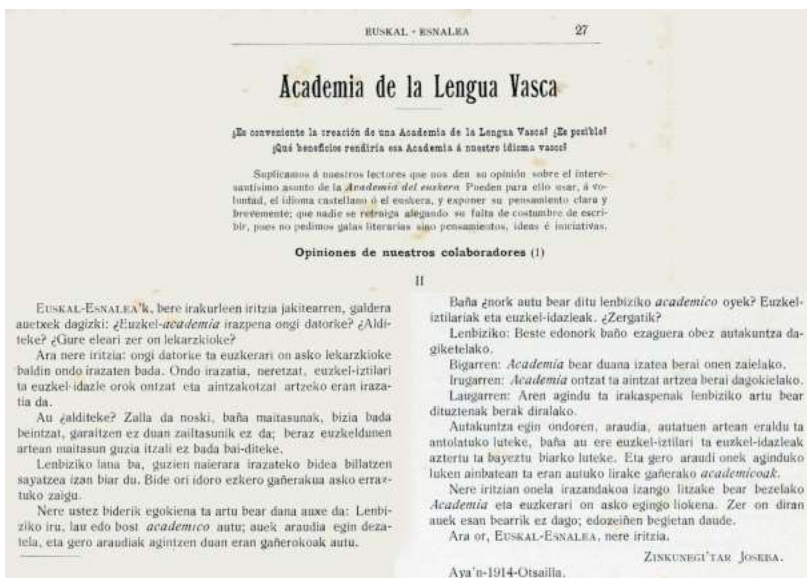 EUSKAL - ESNALEA 27
Academia de la Lengua Vasca
¿Es conveniente la creación de una Academia de la Lengua Vasca? ¿Es posible?
¿Qué beneficios rendiría esa Academia á nuestro idioma vasco?
Suplicamos á nuestros lectores que nos den su opinión sobre el intere-
santísimo asunto de la Academia del euskera Pueden para ello usar, á vo-
luntad, el idioma castellano ó el euskera, y exponer su pensamiento clara y
brevemente; que nadie se retraiga alegando su falta de costumbre de escri-
bir, pues no pedimos galas literarias sino pensamientos, ideas é iniciativas.
Opiniones de nuestros colaboradores (1)
II
EUSKAL-ESNALEA'k, bere irakurleen iritzia jakitearren, galdera
auetxek dagizki: ¿Euzkel-academia irazpena ongi datorke? ¿Aldi-
teke? ¿Gure eleari zer on lekarzkioke?
Ara nere iritzia: ongi datorke ta euzkerari on asko lekarzkioke
baldin ondo irazaten bada. Ondo irazatia, neretzat, euzkel-iztilari
ta euzkel-idazle orok ontzat eta aintzakotzat artzeko eran iraza-
tia da.
Au ¿alditeke? Zalla da noski, baña maitasunak, bizia bada
beintzat, garaitzen ez duan zailtasunik ez da; beraz euzkeldunen
artean maitasun guzia itzali ez bada bai-diteke.
Lenbiziko lana ba, guzien naierara irazateko bidea billatzen
sayatzea izan biar du. Bide ori idoro ezkero gañerakua asko erraz-
tuko zaigu.
Nere ustez biderik egokiena ta artu bear dana auxe da: Lenbi-
ziko iru, lau edo bost academico autu; auek araudia egin deza-
tela, eta gero araudiak agintzen duan eran gañerokoak autu.
Baña ¿nork autu bear ditu lenbiziko academico oyek? Euzkel-
iztilariak eta euzkel-idazleak. ¿Zergatik?
Lenbiziko: Beste edonork baño ezaguera obez autakuntza da-
giketelako.
Bigarren: Academia bear duana izatea berai onen zaielako.
Irugarren: Academia ontzat ta aintzat artzea berai dagokielako.
Laugarren: Aren agindu ta irakaspenak lenbiziko artu bear
dituztenak berak diralako.
Autakuntza egin ondoren, araudia, autatuen artean eraldu ta
antolatuko luteke, baña au ere euzkel-iztilari ta euzkel-idazleak
aztertu ta bayeztu biarko luteke. Eta gero araudi onek aginduko
luken ainbatean ta eran autuko lirake gañerako academicoak.
Nere iritzian onela irazandakoa izango litzake bear bezelako
Academia eta euzkerari on asko egingo liokena. Zer on diran
auek esan bearrik ez dago; edozeiñen begietan daude.
Ara or, EUSKAL-ESNALEA, nere iritzia.
ZINKUNEGI'TAR JOSEBA.
Aya'n-1914-Otsailla.